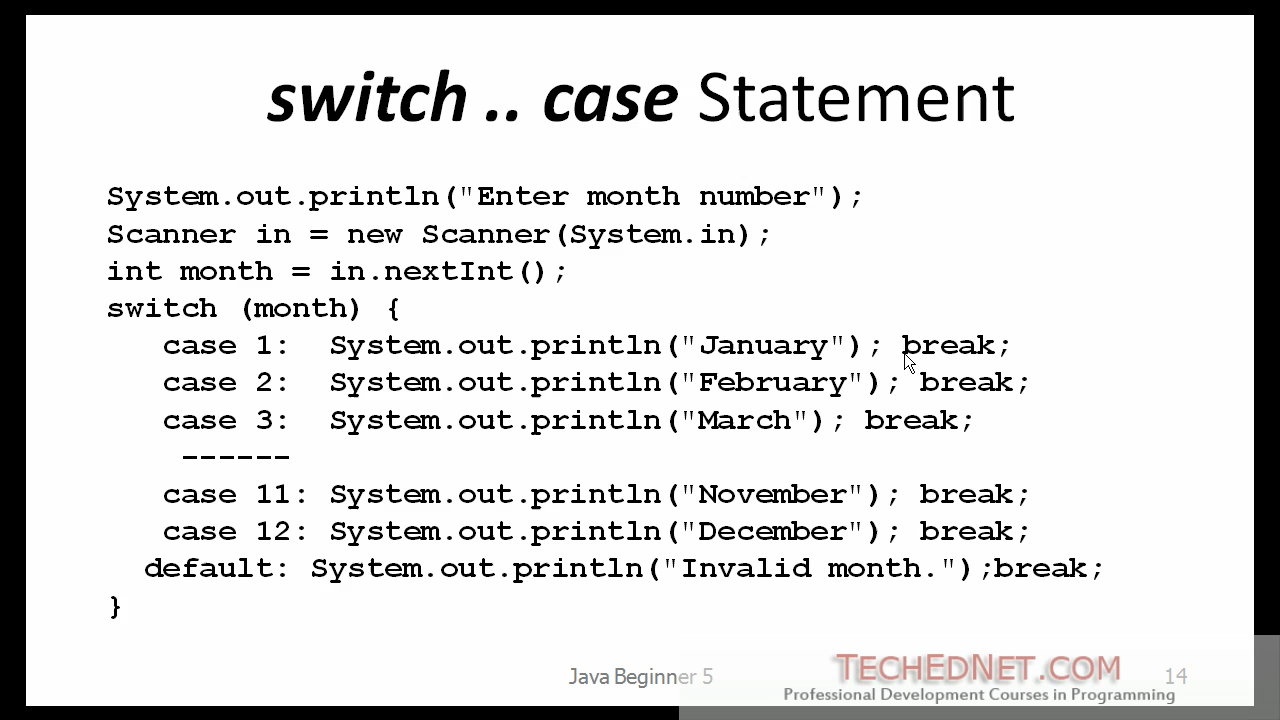 switch .. case Statement
System.out.println("Enter month number");
Scanner in = new Scanner(System.in);
int month = in.nextInt();
switch (month) {
case 1:  System.out.println("January"); break;
case 2:  System.out.println("February"); break;
case 3:  System.out.println("March"); break;
------
case 11: System.out.println("November"); break;
case 12: System.out.println("December"); break;
default: System.out.println("Invalid month.");break;
}
Java Beginner 5
TECHEDNET.COM
14
Professional Development Courses in Programming